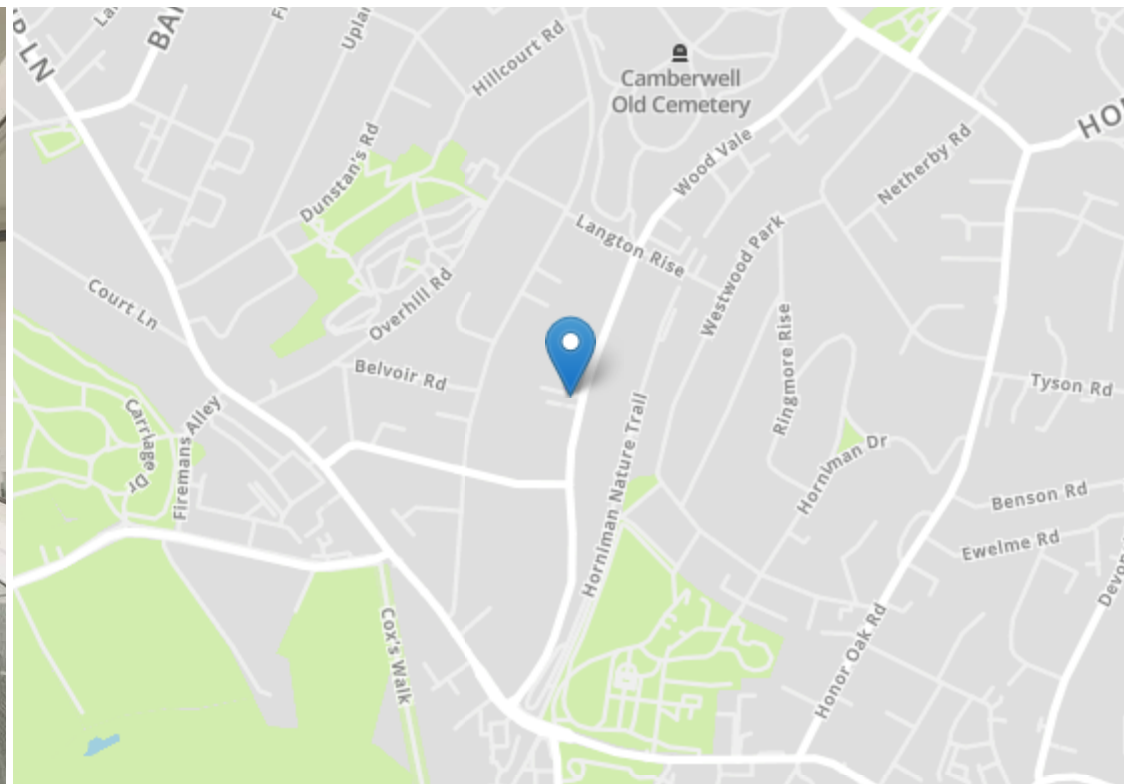 LN
Hillcourt Rd
Camberwell
Old Cemetery
Dunstan's Rd
Wood Vale
Netherby Rd
Langton Rise
Westwood Park
Court Ln
Overhill Rd
Belvoir Rd
Ringmore Rise
Tyson Rd
Carriage Dr
Firemans Alley
Horniman Nature Trail
Horniman Dr
Benson Rd
Ewelme Rd
Cox's Walk
Honor Oak Rd